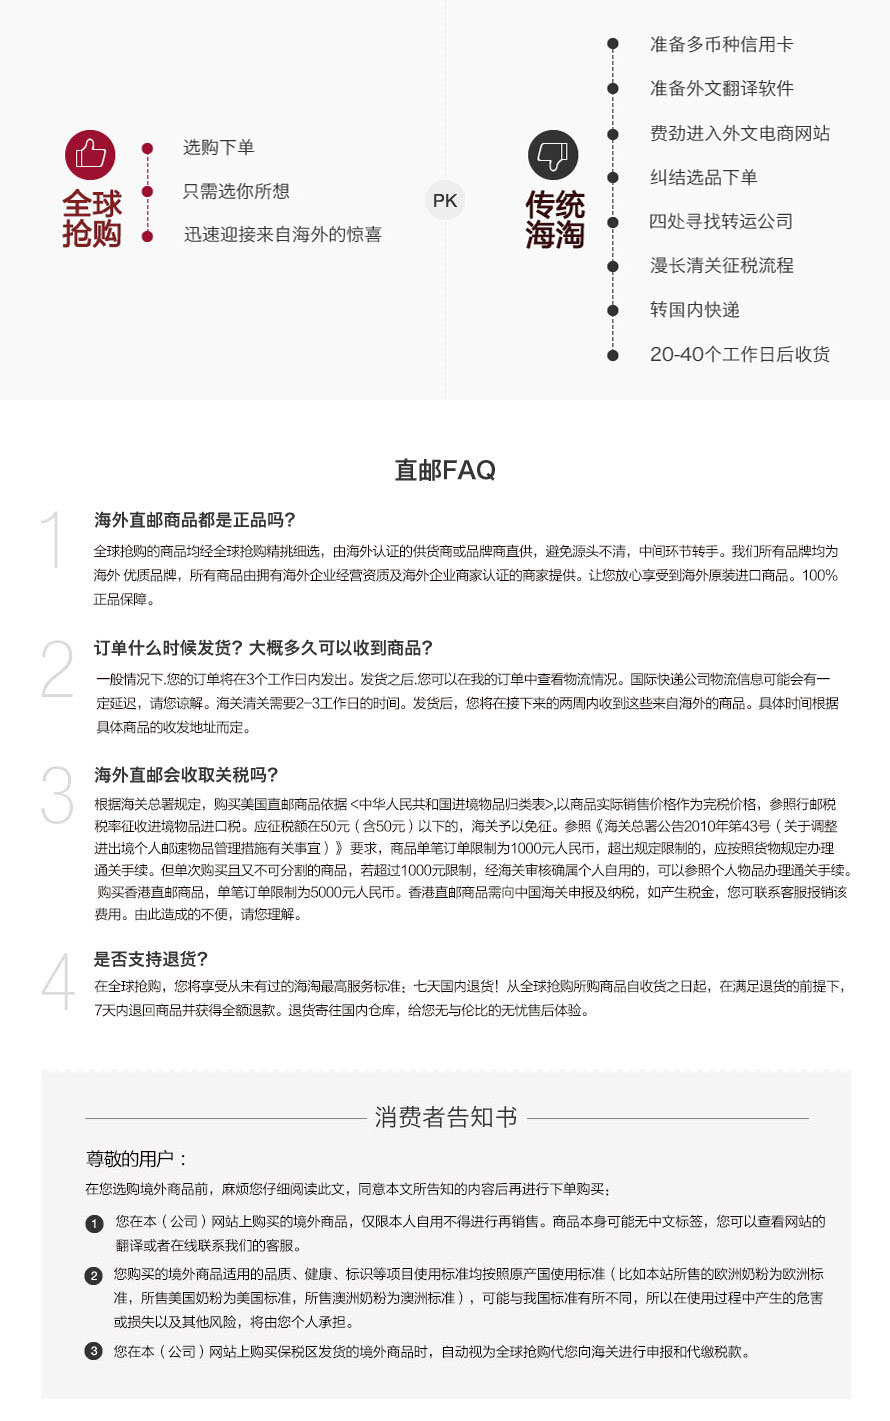 全球
抢购
选购下单
只需选你所想
迅速迎接来自海外的惊喜
PK
传统
海淘
准备多币种信用卡
准备外文翻译软件
费劲进入外文电商网站
纠结选品下单
四处寻找转运公司
漫长清关征税流程
转国内快递
20-40个工作日后收货
直邮FAQ
1
海外直邮商品都是正品吗?
全球抢购的商品均经全球抢购精挑细选，由海外认证的供货商或品牌商直供，避免源头不清，中间环节转手。我们所有品牌均为
海外 优质品牌，所有商品由拥有海外企业经营资质及海外企业商家认证的商家提供。让您放心享受到海外原装进口商品。100%
正品保障。
2
订单什么时候发货? 大概多久可以收到商品?
一般情况下.您的订单将在3个工作日内发出。发货之后.您可以在我的订单中查看物流情况。国际快递公司物流信息可能会有一
定延迟，请您谅解。海关清关需要2-3工作日的时间。发货后，您将在接下来的两周内收到这些来自海外的商品。具体时间根据
具体商品的收发地址而定。
3
海外直邮会收取关税吗?
根据海关总署规定，购买美国直邮商品依据 <中华人民共和国进境物品归类表>,以商品实际销售价格作为完税价格，参照行邮税
税率征收进境物品进口税。应征税额在50元（含50元）以下的，海关予以免征。参照《海关总署公告2010年第43号（关于调整
进出境个人邮递物品管理措施有关事宜）》 要求，商品单笔订单限制为1000元人民币，超出规定限制的，应按照货物规定办理
通关手续。但单次购买且又不可分割的商品，若超过1000元限制，经海关审核确属个人自用的，可以参照个人物品办理通关手续。
购买香港直邮商品，单笔订单限制为5000元人民币。香港直邮商品需向中国海关申报及纳税，如产生税金，您可联系客服报销该
费用。由此造成的不便，请您理解。
4
是否支持退货?
在全球抢购，您将享受从未有过的海淘最高服务标准：七天国内退货！从全球抢购所购商品自收货之日起，在满足退货的前提下，
7天内退回商品并获得全额退款。退货寄往国内仓库，给您无与伦比的无忧售后体验。
消费者告知书
尊敬的用户：
在您选购境外商品前，麻烦您仔细阅读此文，同意本文所告知的内容后再进行下单购买：
1 您在本（公司）网站上购买的境外商品，仅限本人自用不得进行再销售。商品本身可能无中文标签，您可以查看网站的
翻译或者在线联系我们的客服。
2 您购买的境外商品适用的品质、健康、标识等项目使用标准均按照原产国使用标准（比如本站所售的欧洲奶粉为欧洲标
准，所售美国奶粉为美国标准，所售澳洲奶粉为澳洲标准），可能与我国标准有所不同，所以在使用过程中产生的危害
或损失以及其他风险，将由您个人承担。
3 您在本（公司）网站上购买保税区发货的境外商品时，自动视为全球抢购代您向海关进行申报和代缴税款。